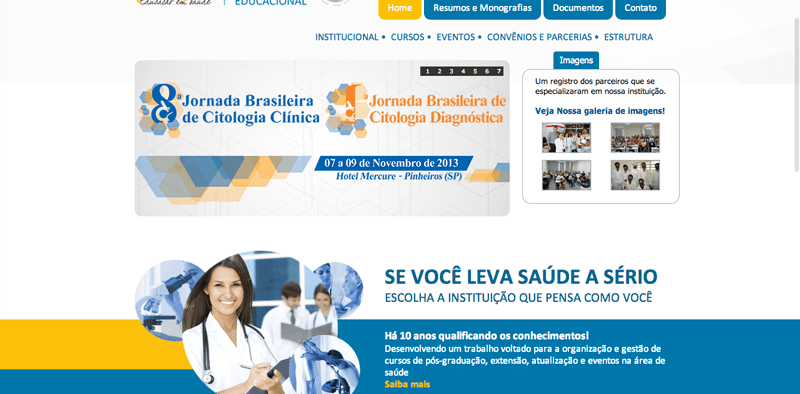 Educação em Saúde
EDUCACIONAL
Home
Resumos e Monografias
Documentos
Contato
INSTITUCIONAL • CURSOS • EVENTOS • CONVÊNIOS E PARCERIAS • ESTRUTURA
1 2 3 4 5 6 7
8ª Jornada Brasileira
de Citologia Clínica
1ª Jornada Brasileira de
Citologia Diagnóstica
07 a 09 de Novembro de 2013
Hotel Mercure - Pinheiros (SP)
Imagens
Um registro dos parceiros que se
especializaram em nossa instituição.
Veja Nossa galeria de imagens!
SE VOCÊ LEVA SAÚDE A SÉRIO
ESCOLHA A INSTITUIÇÃO QUE PENSA COMO VOCÊ
Há 10 anos qualificando os conhecimentos!
Desenvolvendo um trabalho voltado para a organização e gestão de
cursos de pós-graduação, extensão, atualização e eventos na área de
saúde
Saiba mais